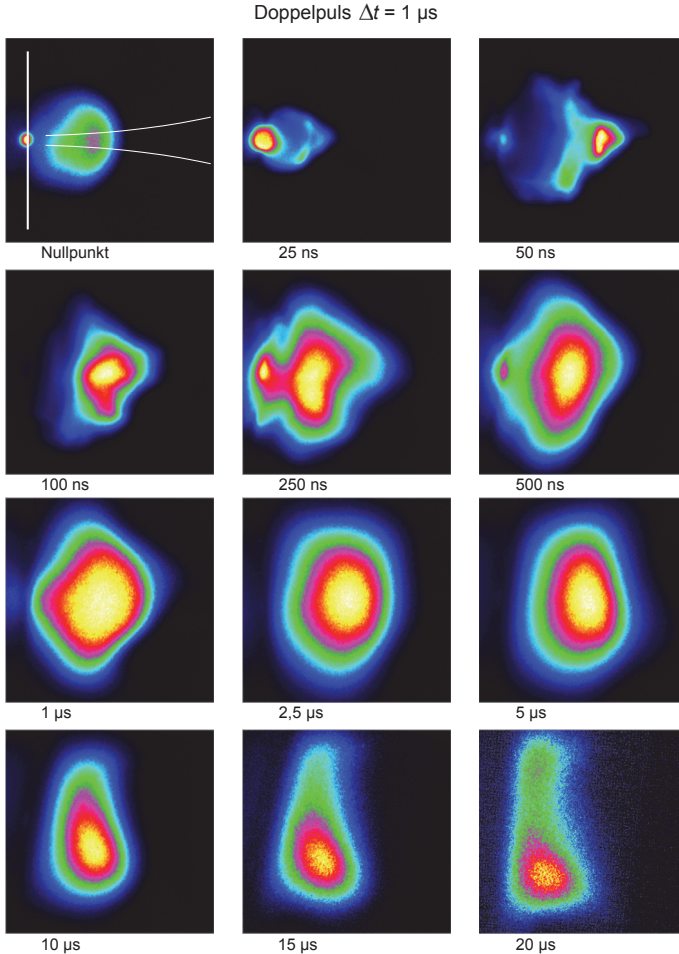 Doppelpuls Δt = 1 µs
Nullpunkt
25 ns
50 ns
100 ns
250 ns
500 ns
1 µs
2,5 µs
5 µs
10 µs
15 µs
20 µs